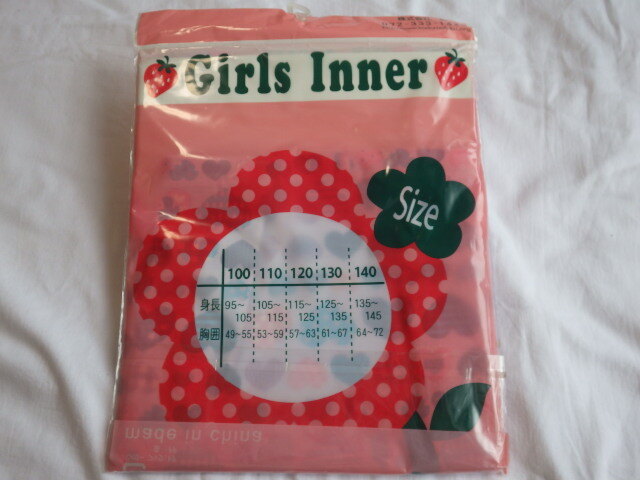 Girls Inner
Size
100 110 120 130 140
身長 95~105 105~115 115~125 125~135 135~145
胸囲 49~55 53~59 57~63 61~67 64~72
made in china